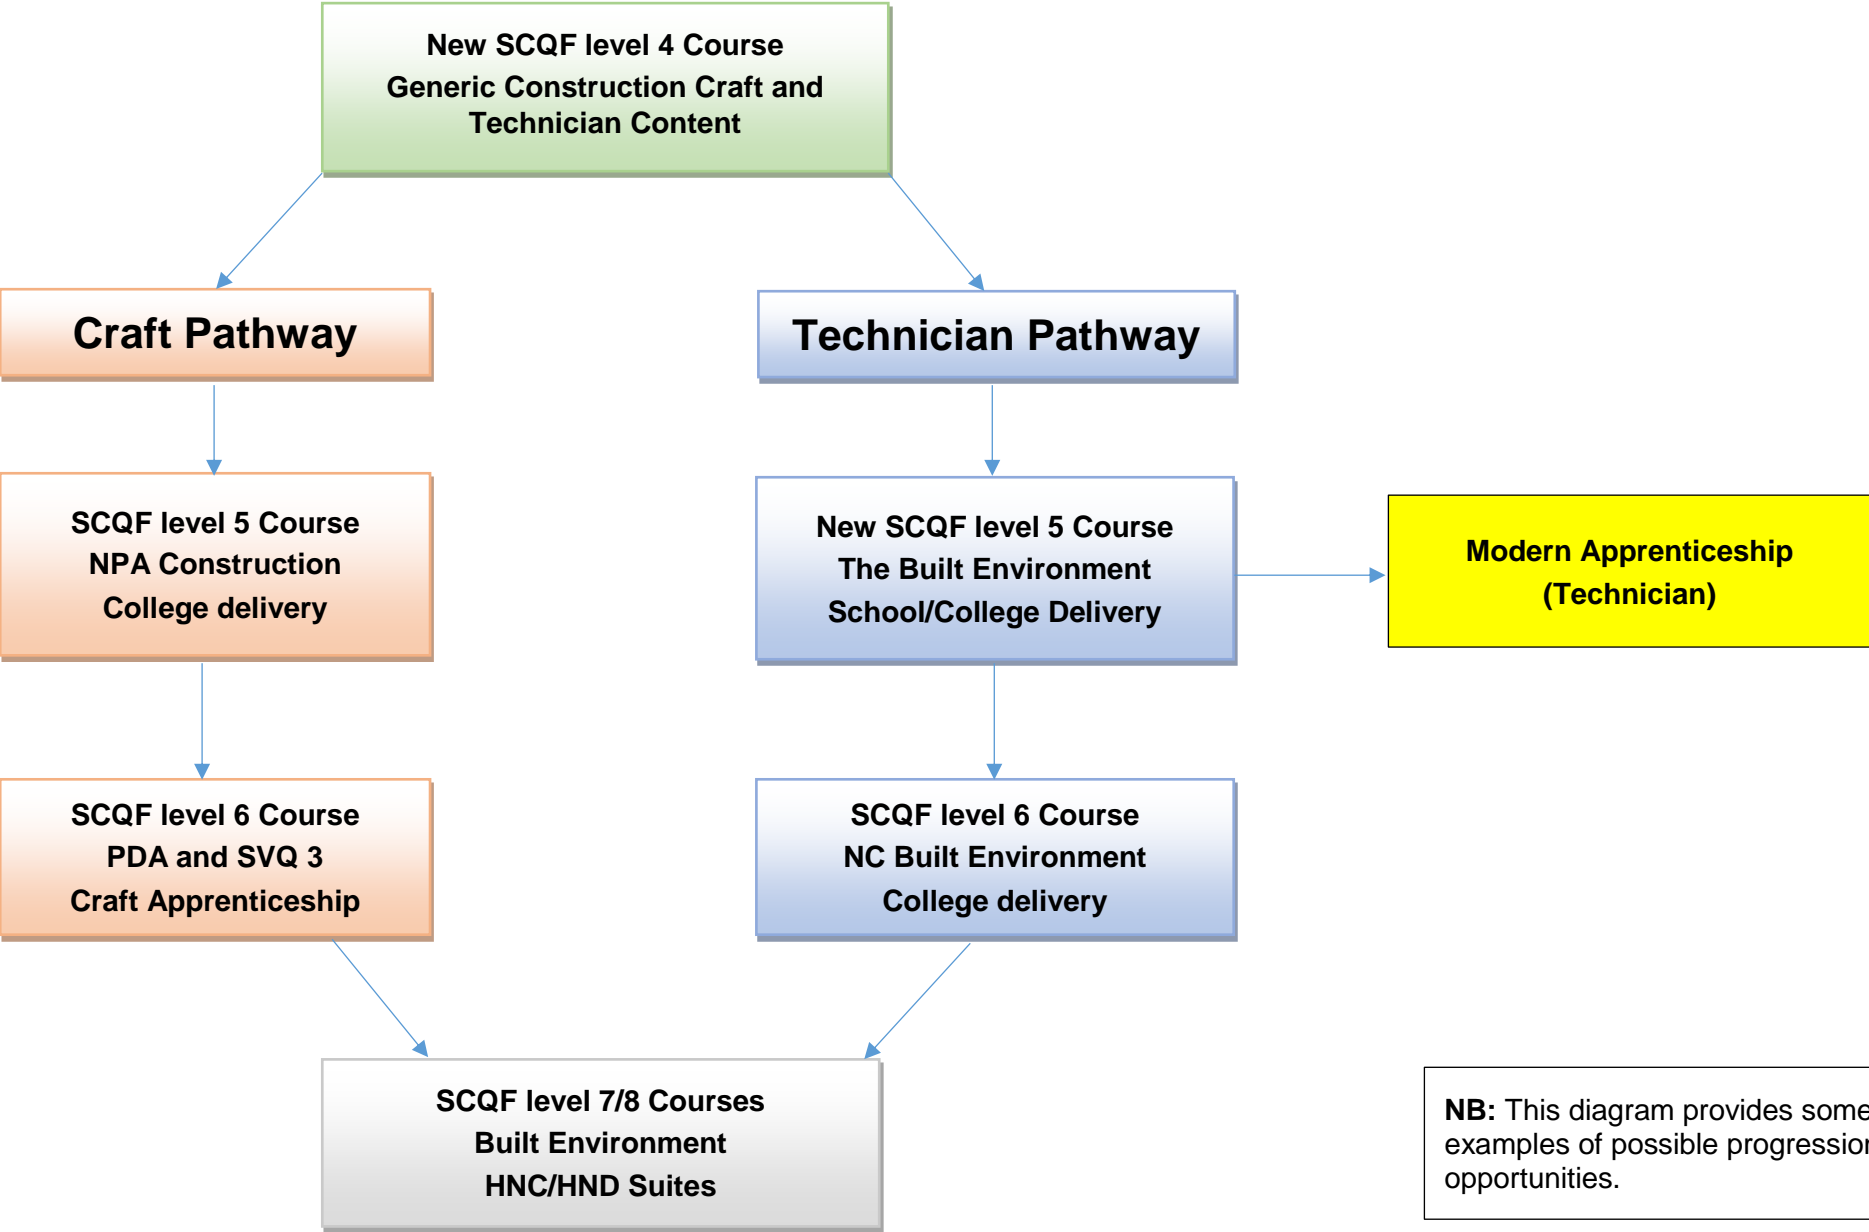 New SCQF level 4 Course
Generic Construction Craft and
Technician Content
Craft Pathway
Technician Pathway
SCQF level 5 Course
NPA Construction
College delivery
New SCQF level 5 Course
The Built Environment
School/College Delivery
Modern Apprenticeship
(Technician)
SCQF level 6 Course
PDA and SVQ 3
Craft Apprenticeship
SCQF level 6 Course
NC Built Environment
College delivery
SCQF level 7/8 Courses
Built Environment
HNC/HND Suites
NB: This diagram provides some
examples of possible progression
opportunities.